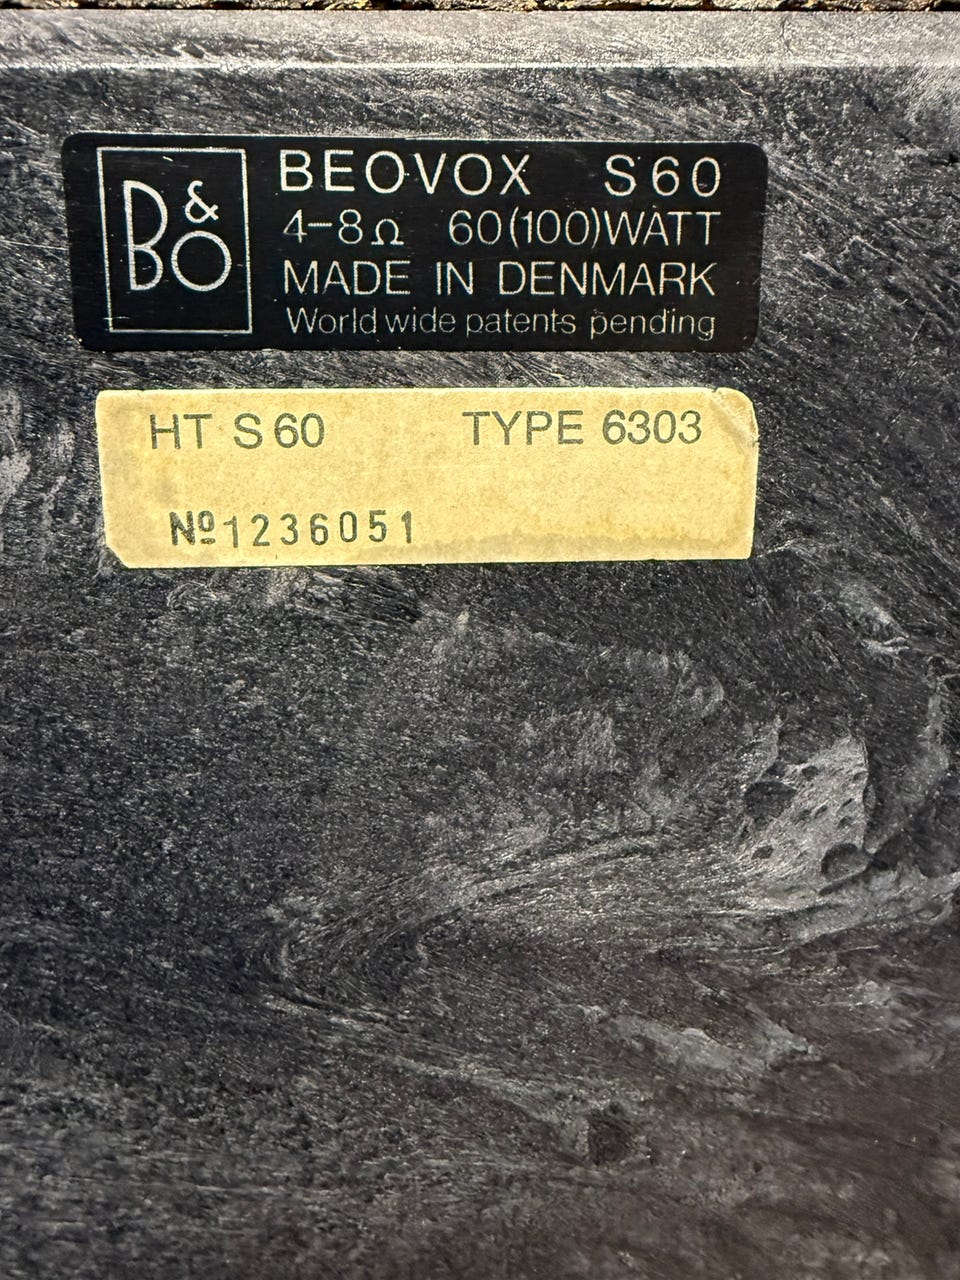 B&O
BEOVOX S60
4-8Ω 60(100)WATT
MADE IN DENMARK
World wide patents pending
HT S60 TYPE 6303
Nº1236051